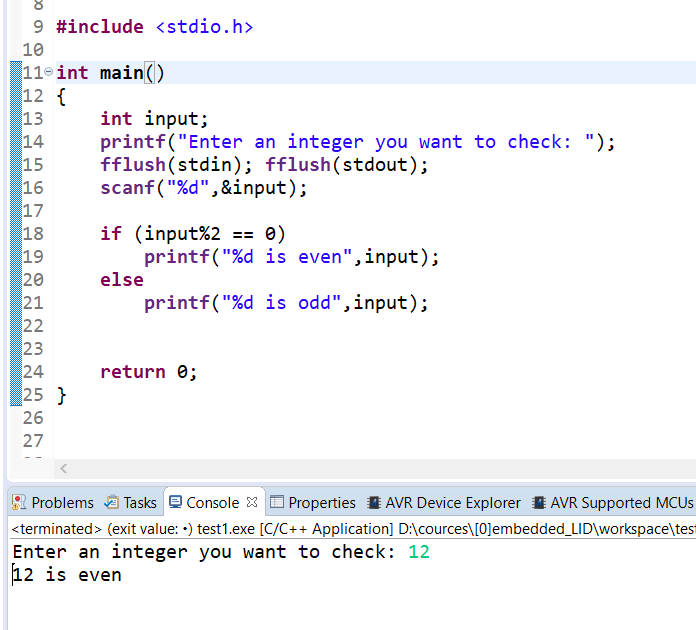 8
9 #include <stdio.h>
10
11 int main()
12 {
13     int input;
14     printf("Enter an integer you want to check: ");
15     fflush(stdin); fflush(stdout);
16     scanf("%d",&input);
17
18     if (input%2 == 0)
19         printf("%d is even",input);
20     else
21         printf("%d is odd",input);
22
23
24     return 0;
25 }
26
27
Problems Tasks Console Properties AVR Device Explorer AVR Supported MCUs
<terminated> (exit value: •) test1.exe [C/C++ Application] D:\cources\[0]embedded_LID\workspace\tes
Enter an integer you want to check: 12
12 is even